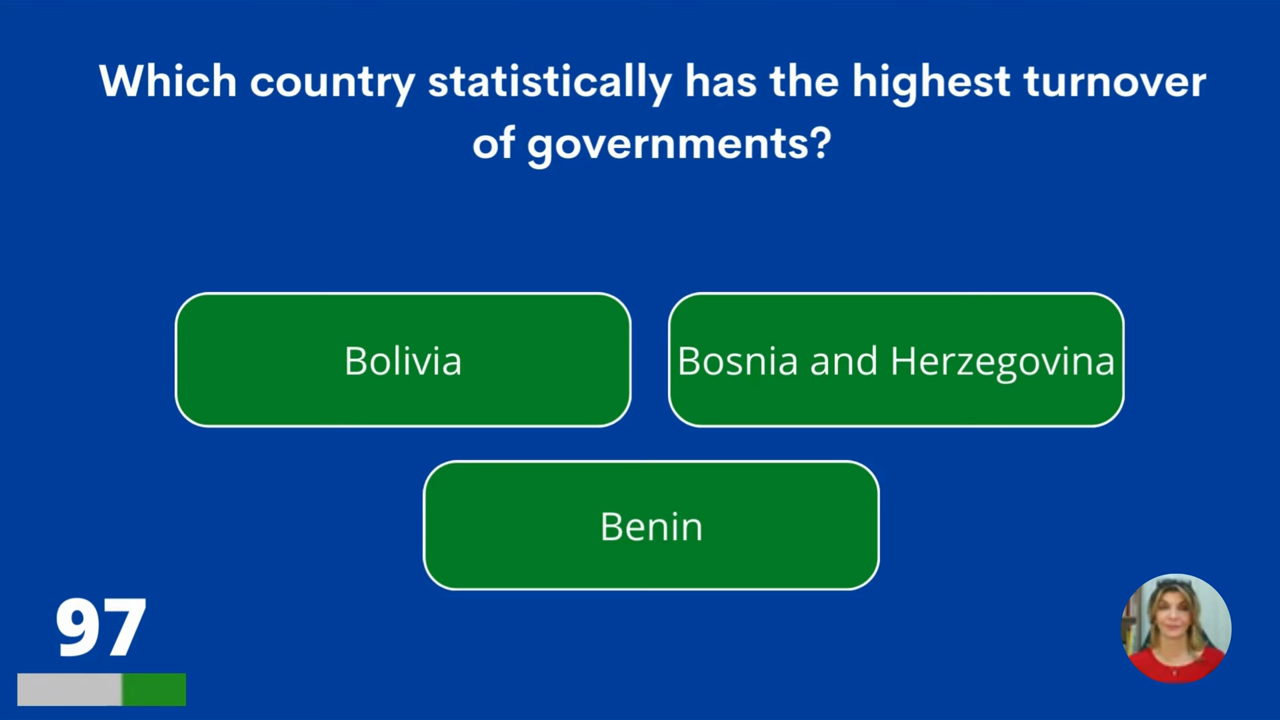 Which country statistically has the highest turnover
of governments?
Bolivia
Bosnia and Herzegovina
Benin
97